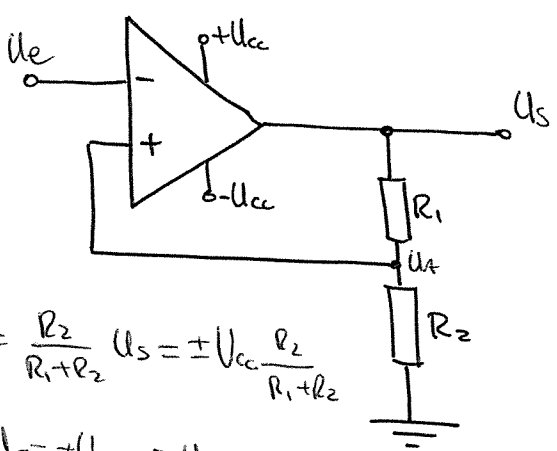 +Ucc
Ue
-
Us
+
-Ucc
R1
U+
R2
= R2/(R1+R2) Us = ±Ucc R2/(R1+R2)